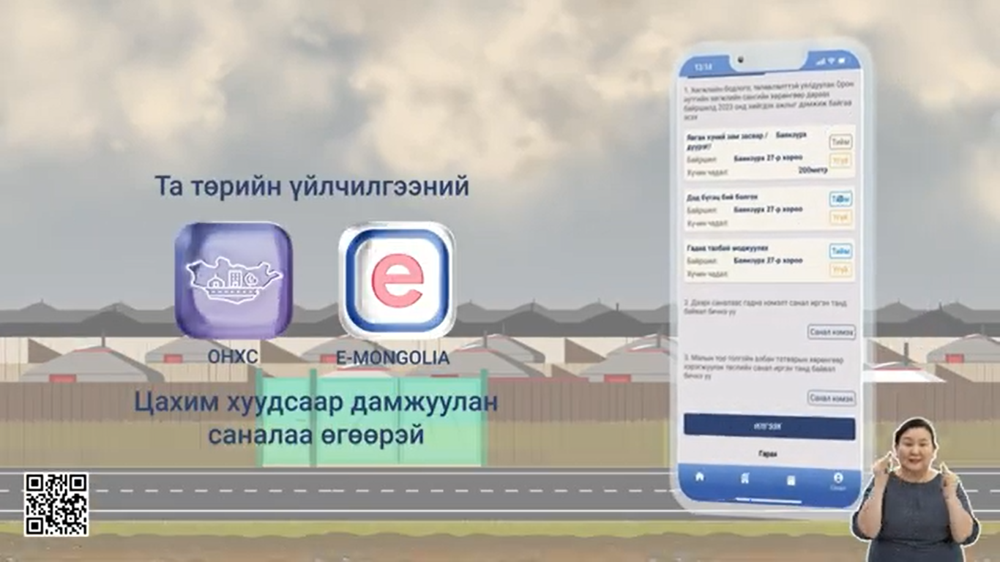 Та төрийн үйлчилгээний
ОНХС
E-MONGOLIA
Цахим хуудсаар дамжуулан
саналаа өгөөрэй
13:14
1. Хөгжлийн бодлого, төлөвлөлттэй уялдуулан Орон
нутгийн хөгжлийн сангийн хөрөнгөөр дараах
байршилд 2023 онд хийгдэх ажлыг дэмжиж байгаа
эсэх
Явган хүний зам засвар / Баянзүрх
дүүрэг/
Тийм
Байршил Баянзүрх 27-р хороо
Үгүй
Хүчин чадал 200метр
Дэд бүтэц бий болгох
Тийм
Байршил Баянзүрх 27-р хороо
Үгүй
Хүчин чадал
Гадна талбай
Тийм
Байршил Баянзүрх 27-р хороо
Үгүй
Хүчин чадал
2. Дээрх саналаас гадна нэмэлт санал иргэн танд
байвал бичнэ үү
Санал нэмэх
3. Малын тоо толгойн албан татварын хөрөнгөөр
хэрэгжүүлэх төслийн санал иргэн танд байвал
бичнэ үү
Санал нэмэх
ИЛГЭЭХ
Гарах